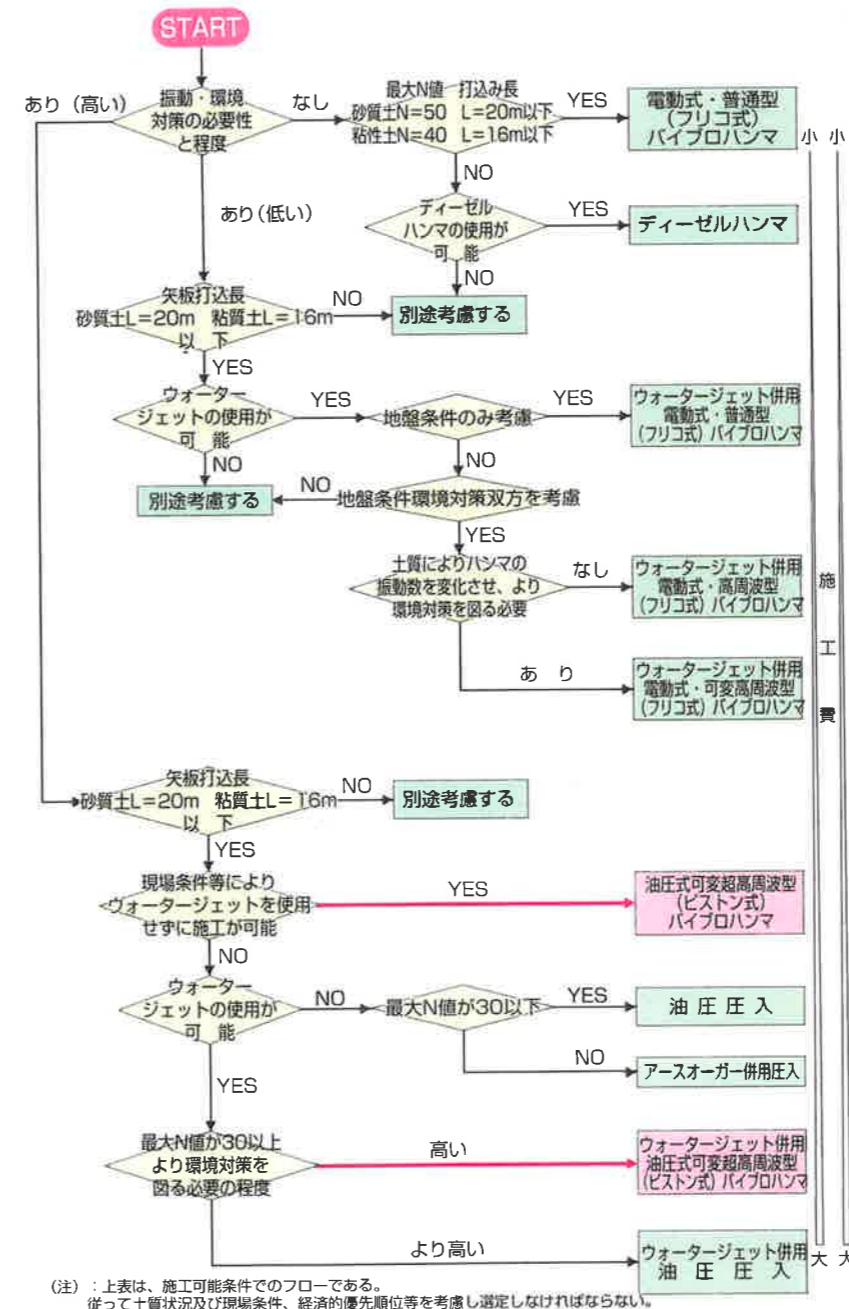 START
あり（高い）
振動・環境
対策の必要性
と程度
なし
最大N値 打込み長
砂質土N=50 L=20m以下
粘性土N=40 L=16m以下
YES
電動式・普通型
(フリコ式)
バイブロハンマ
小 小
NO
あり（低い）
ディーゼル
ハンマの使用が
可 能
YES
ディーゼルハンマ
NO
矢板打込長
砂質土L=20m 粘質土L=16m
以 下
NO
別途考慮する
YES
ウォーター
ジェットの使用が
可 能
YES
地盤条件のみ考慮
YES
ウォータージェット併用
電動式・普通型
(フリコ式) バイブロハンマ
NO
NO
別途考慮する
NO
地盤条件環境対策双方を考慮
YES
土質によりハンマの
振動数を変化させ、より
環境対策を図る必要
なし
ウォータージェット併用
電動式・高周波型
(フリコ式) バイブロハンマ
施
工
費
あ り
ウォータージェット併用
電動式・可変高周波型
(フリコ式) バイブロハンマ
矢板打込長
砂質土L=20m 粘質土L=16m
以 下
NO
別途考慮する
YES
現場条件等により
ウォータージェットを使用
せずに施工が可能
YES
油圧式可変超高周波型
(ピストン式)
バイブロハンマ
NO
ウォーター
ジェットの使用が
可 能
NO
最大N値が30以下
YES
油 圧 圧 入
NO
アースオーガー併用圧入
YES
最大N値が30以上
より環境対策を
図る必要の程度
高い
ウォータージェット併用
油圧式可変超高周波型
(ピストン式) バイブロハンマ
より高い
ウォータージェット併用
油 圧 圧 入
大 大
(注)：上表は、施工可能条件でのフローである。
従って土質状況及び現場条件、経済的優先順位等を考慮し選定しなければならない。